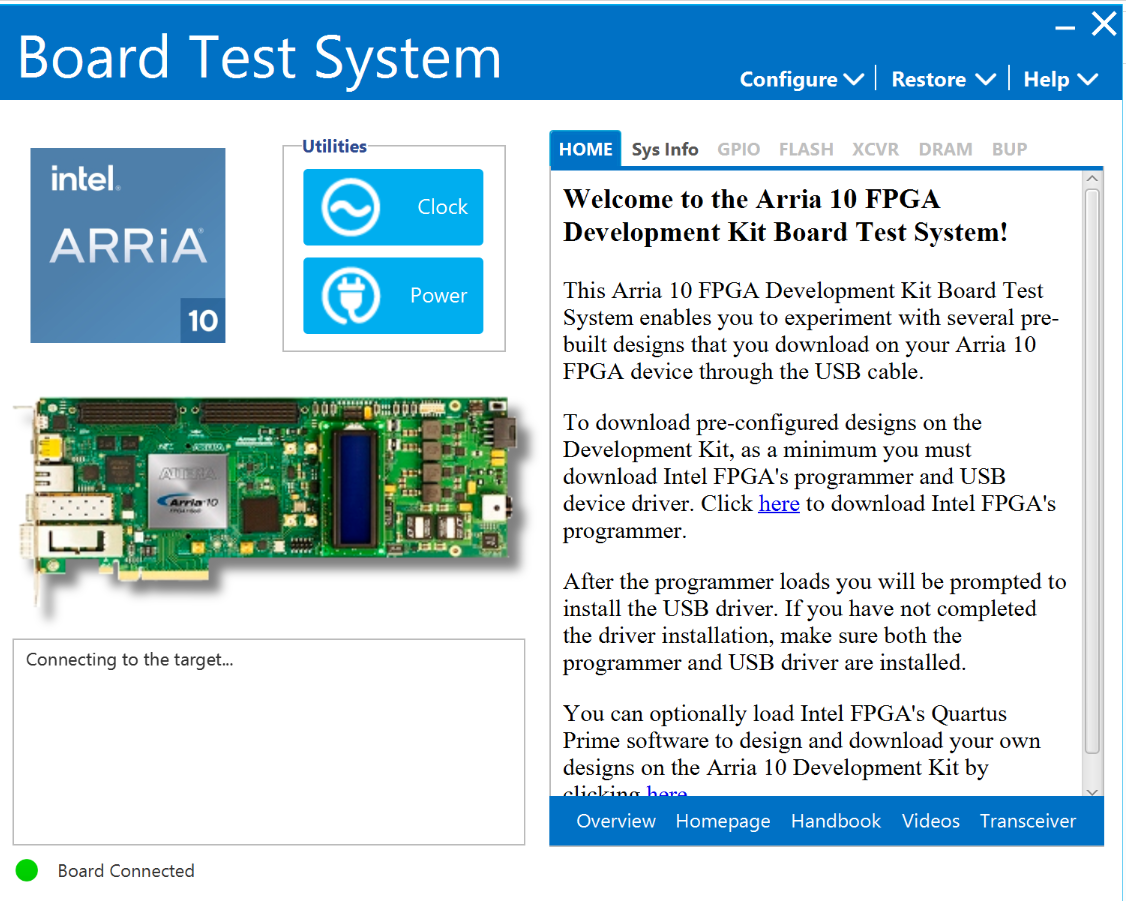 Board Test System
Configure Restore Help
intel.
ARRiA
10
Utilities
Clock
Power
ALTERA
Arria 10
Connecting to the target...
Board Connected
HOME Sys Info GPIO FLASH XCVR DRAM BUP
Welcome to the Arria 10 FPGA
Development Kit Board Test System!
This Arria 10 FPGA Development Kit Board Test
System enables you to experiment with several pre-
built designs that you download on your Arria 10
FPGA device through the USB cable.
To download pre-configured designs on the
Development Kit, as a minimum you must
download Intel FPGA's programmer and USB
device driver. Click here to download Intel FPGA's
programmer.
After the programmer loads you will be prompted to
install the USB driver. If you have not completed
the driver installation, make sure both the
programmer and USB driver are installed.
You can optionally load Intel FPGA's Quartus
Prime software to design and download your own
designs on the Arria 10 Development Kit by
clicking here
Overview Homepage Handbook Videos Transceiver